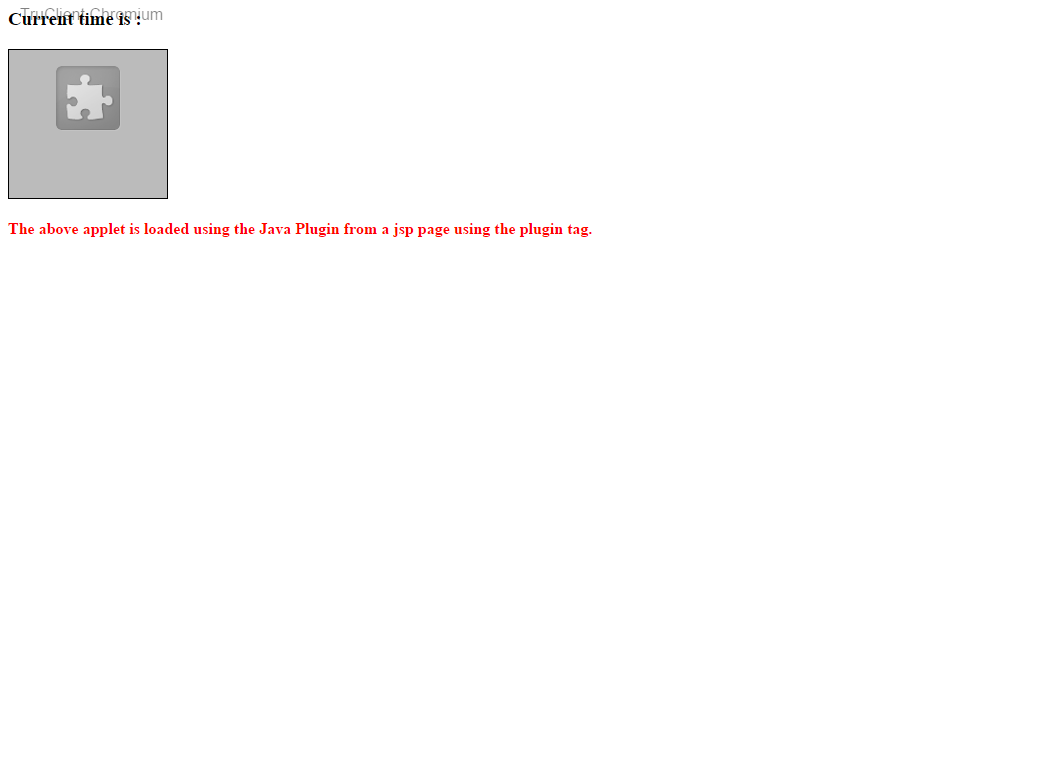 TruClient Chromium
Current time is :
The above applet is loaded using the Java Plugin from a jsp page using the plugin tag.